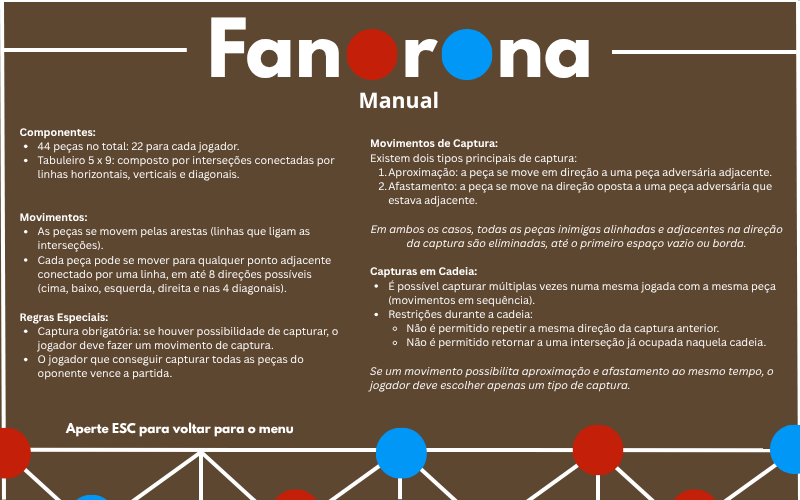 Fanorona
Manual
Componentes:
• 44 peças no total: 22 para cada jogador.
• Tabuleiro 5 x 9: composto por interseções conectadas por
linhas horizontais, verticais e diagonais.
Movimentos:
• As peças se movem pelas arestas (linhas que ligam as
interseções).
• Cada peça pode se mover para qualquer ponto adjacente
conectado por uma linha, em até 8 direções possíveis
(cima, baixo, esquerda, direita e nas 4 diagonais).
Regras Especiais:
• Captura obrigatória: se houver possibilidade de capturar, o
jogador deve fazer um movimento de captura.
• O jogador que conseguir capturar todas as peças do
oponente vence a partida.
Movimentos de Captura:
Existem dois tipos principais de captura:
1. Aproximação: a peça se move em direção a uma peça adversária adjacente.
2. Afastamento: a peça se move na direção oposta a uma peça adversária que
estava adjacente.
Em ambos os casos, todas as peças inimigas alinhadas e adjacentes na direção
da captura são eliminadas, até o primeiro espaço vazio ou borda.
Capturas em Cadeia:
• É possível capturar múltiplas vezes numa mesma jogada com a mesma peça
(movimentos em sequência).
• Restrições durante a cadeia:
◦ Não é permitido repetir a mesma direção da captura anterior.
◦ Não é permitido retornar a uma interseção já ocupada naquela cadeia.
Se um movimento possibilita aproximação e afastamento ao mesmo tempo, o
jogador deve escolher apenas um tipo de captura.
Aperte ESC para voltar para o menu